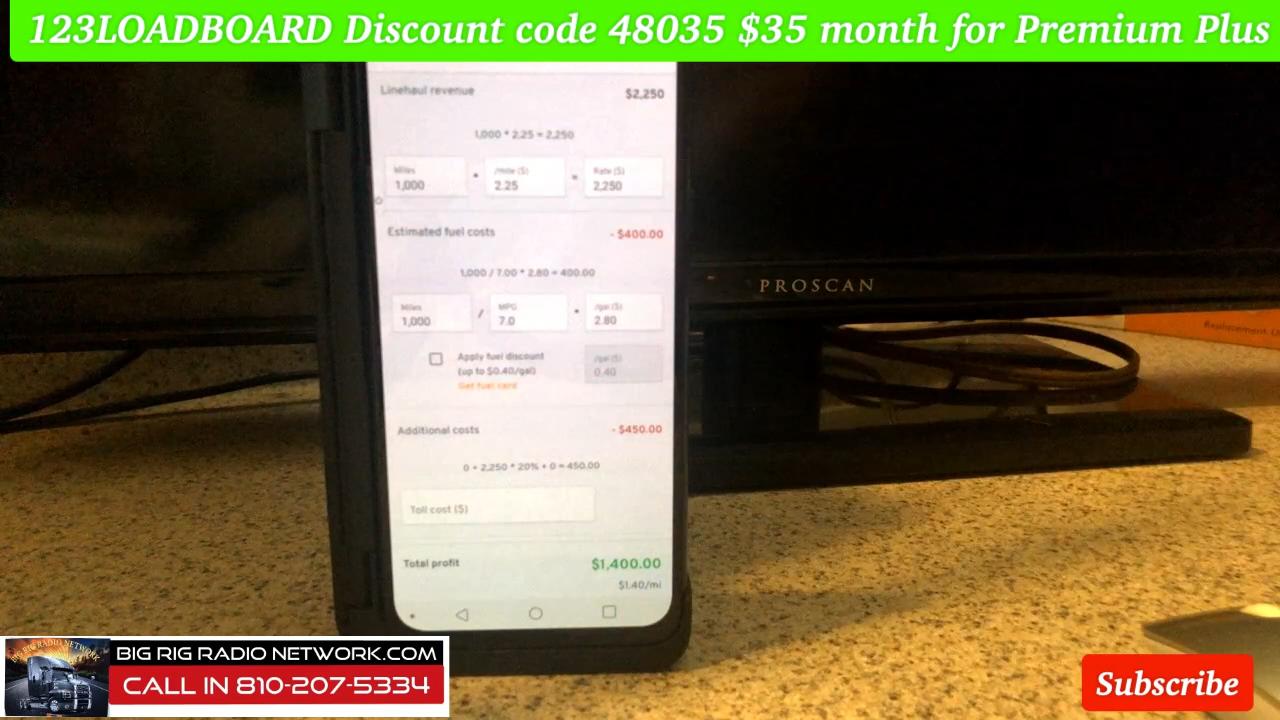 123LOADBOARD Discount code 48035 $35 month for Premium Plus
Linehaul revenue $2,250
1,000 * 2.25 = 2,250
Miles /mile ($) Rate ($)
1,000 * 2.25 = 2,250
Estimated fuel costs - $400.00
1,000 / 7.00 * 2.80 = 400.00
Miles MPG /gal ($)
1,000 / 7.0 * 2.80
Apply fuel discount /gal ($)
(up to $0.40/gal) 0.40
Get fuel card
Additional costs - $450.00
0 + 2,250 * 20% + 0 = 450.00
Toll cost ($)
Total profit $1,400.00
$1.40/mi
PROSCAN
Replacement
BIG RIG RADIO NETWORK
BIG RIG RADIO NETWORK.COM
CALL IN 810-207-5334
Subscribe